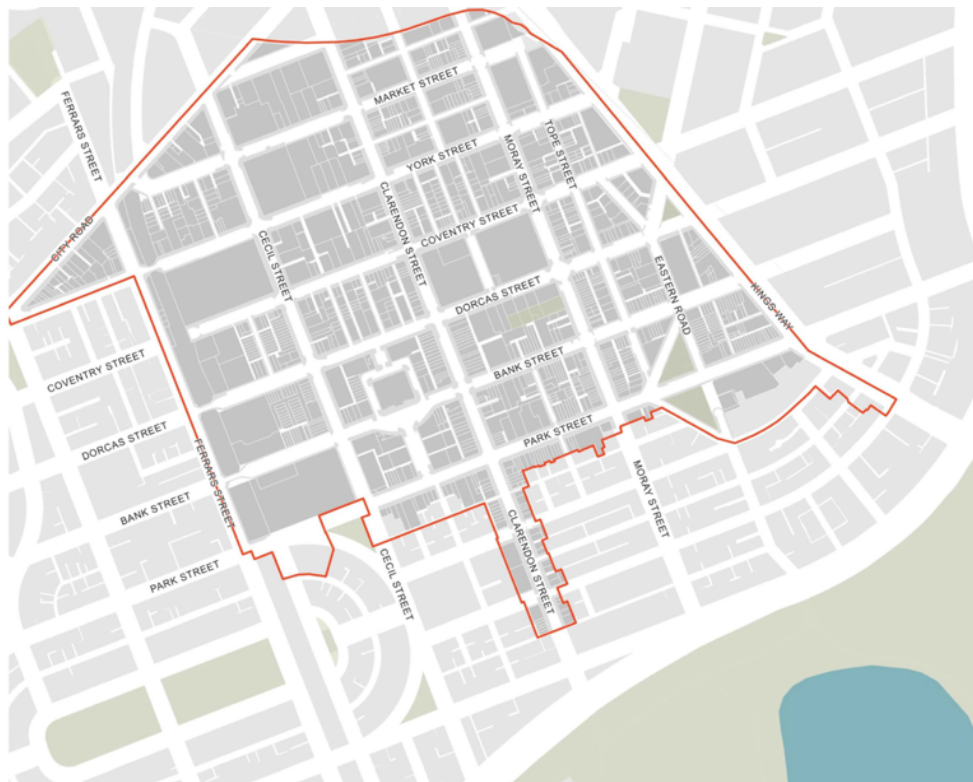 MARKET STREET
FERRARS STREET
TOPE STREET
YORK STREET
MORAY STREET
CLARENDON STREET
COVENTRY STREET
CITY ROAD
CECIL STREET
DORCAS STREET
EASTERN ROAD
KINGS WAY
COVENTRY STREET
BANK STREET
DORCAS STREET
PARK STREET
FERRARS STREET
MORAY STREET
BANK STREET
CLARENDON STREET
PARK STREET
CECIL STREET